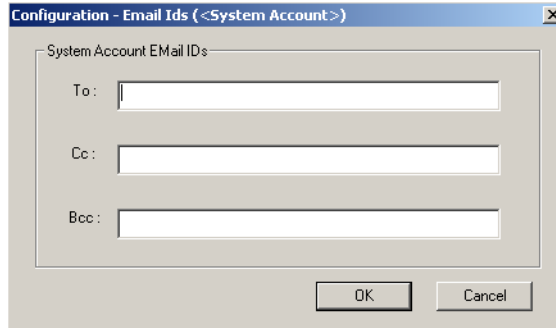 Configuration - Email Ids (<System Account>)
System Account EMail IDs
To :
Cc :
Bcc :
OK Cancel